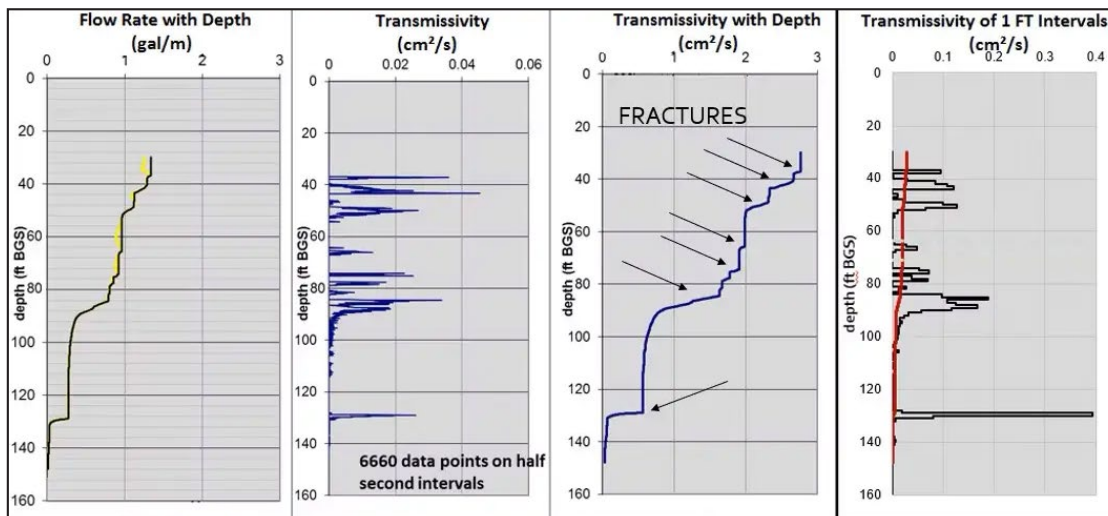 Flow Rate with Depth
(gal/m)
0 1 2 3
0
20
40
60
80
100
120
140
160
depth (ft BGS)
Transmissivity
(cm²/s)
0 0.02 0.04 0.06
0
20
40
60
80
100
120
140
160
depth (ft BGS)
6660 data points on half
second intervals
Transmissivity with Depth
(cm²/s)
1 2 3
0
20
40
60
80
100
120
140
160
depth (ft BGS)
FRACTURES
Transmissivity of 1 FT Intervals
(cm²/s)
0 0.1 0.2 0.3 0.4
0
20
40
60
80
100
120
140
160
depth (ft BGS)